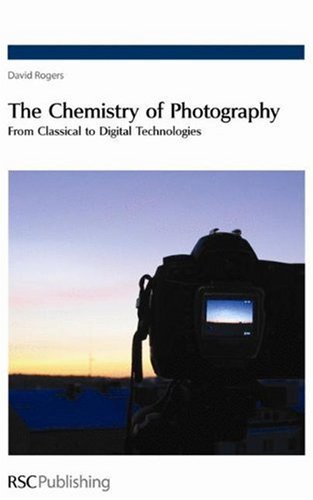 David Rogers
The Chemistry of Photography
From Classical to Digital Technologies
RSCPublishing